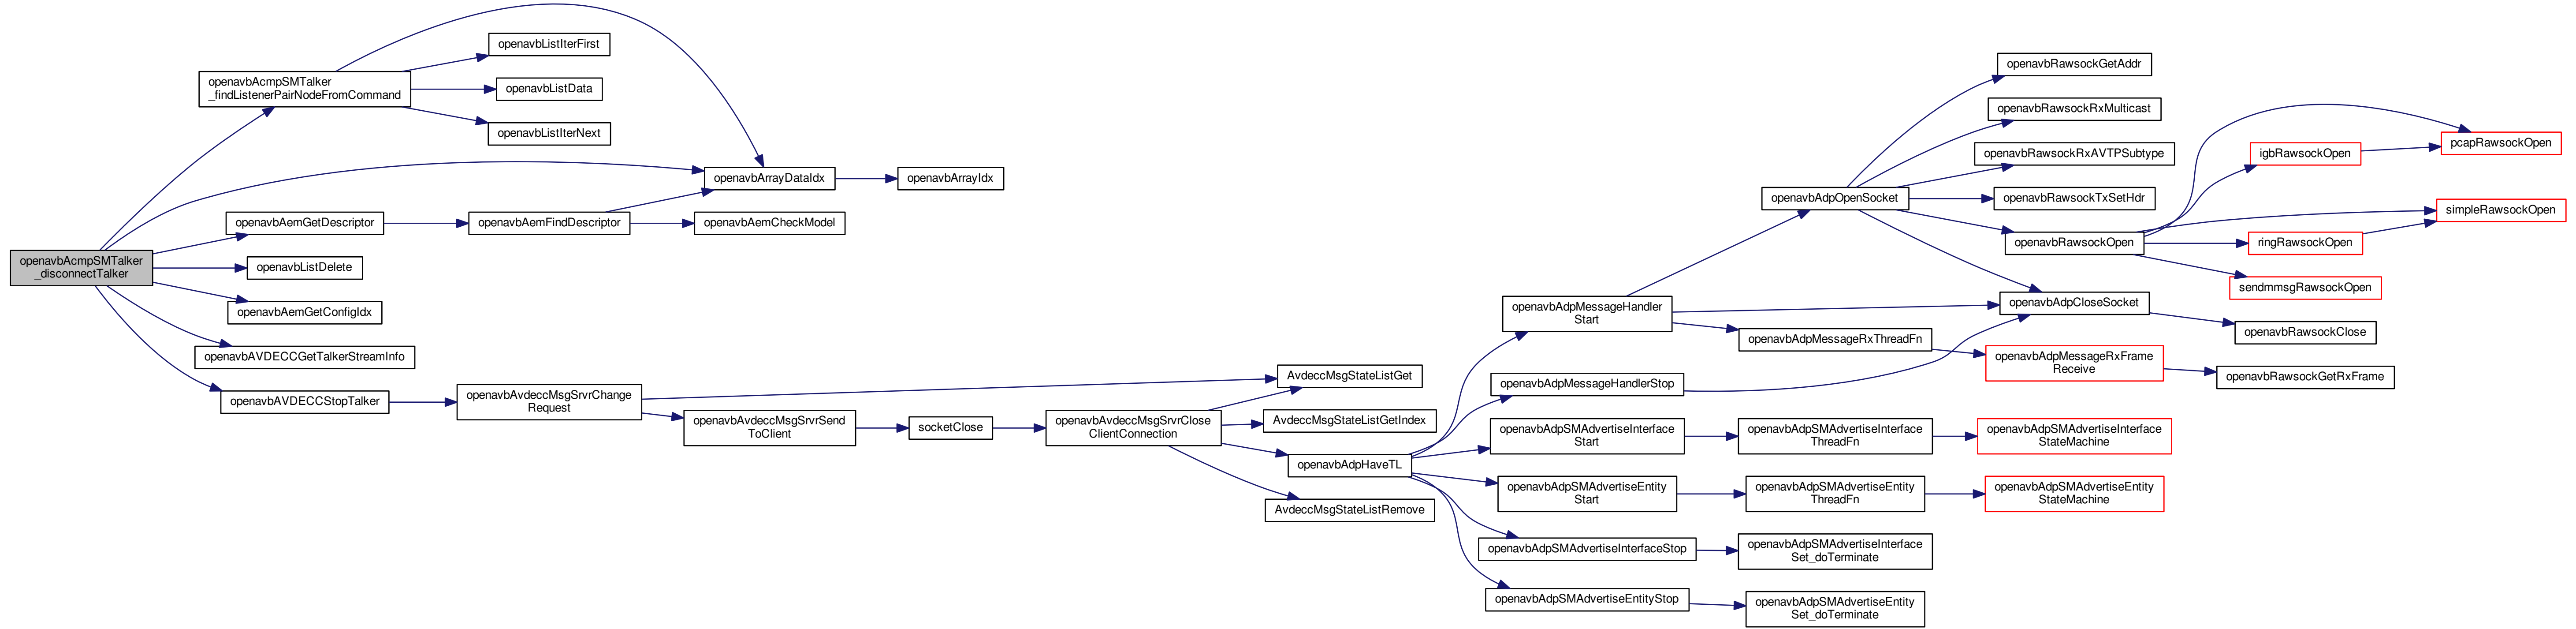 openavbAcmpSMTalker
_disconnectTalker
openavbAcmpSMTalker
_findListenerPairNodeFromCommand
openavbListIterFirst
openavbListData
openavbListIterNext
openavbArrayDataIdx
openavbArrayIdx
openavbAemGetDescriptor
openavbAemFindDescriptor
openavbAemCheckModel
openavbListDelete
openavbAemGetConfigIdx
openavbAVDECCGetTalkerStreamInfo
openavbAVDECCStopTalker
openavbAvdeccMsgSrvrChange
Request
openavbAvdeccMsgSrvrSend
ToClient
socketClose
openavbAvdeccMsgSrvrClose
ClientConnection
AvdeccMsgStateListGet
AvdeccMsgStateListGetIndex
openavbAdpHaveTL
AvdeccMsgStateListRemove
openavbAdpMessageHandler
Start
openavbAdpMessageHandlerStop
openavbAdpSMAdvertiseInterface
Start
openavbAdpSMAdvertiseEntity
Start
openavbAdpSMAdvertiseInterfaceStop
openavbAdpSMAdvertiseEntityStop
openavbAdpOpenSocket
openavbAdpMessageRxThreadFn
openavbAdpSMAdvertiseInterface
ThreadFn
openavbAdpSMAdvertiseEntity
ThreadFn
openavbAdpSMAdvertiseInterface
Set_doTerminate
openavbAdpSMAdvertiseEntity
Set_doTerminate
openavbRawsockGetAddr
openavbRawsockRxMulticast
openavbRawsockRxAVTPSubtype
openavbRawsockTxSetHdr
openavbRawsockOpen
openavbAdpCloseSocket
openavbAdpMessageRxFrame
Receive
openavbAdpSMAdvertiseInterface
StateMachine
openavbAdpSMAdvertiseEntity
StateMachine
igbRawsockOpen
ringRawsockOpen
sendmmsgRawsockOpen
openavbRawsockClose
openavbRawsockGetRxFrame
pcapRawsockOpen
simpleRawsockOpen